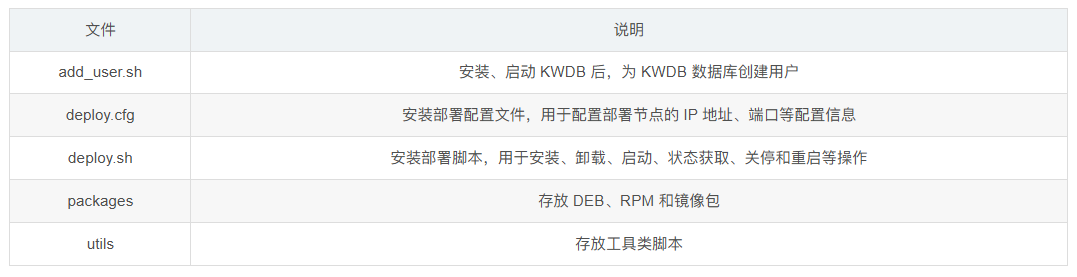 文件 说明
add_user.sh 安装、启动 KWDB 后，为 KWDB 数据库创建用户
deploy.cfg 安装部署配置文件，用于配置部署节点的 IP 地址、端口等配置信息
deploy.sh 安装部署脚本，用于安装、卸载、启动、状态获取、关停和重启等操作
packages 存放 DEB、RPM 和镜像包
utils 存放工具类脚本